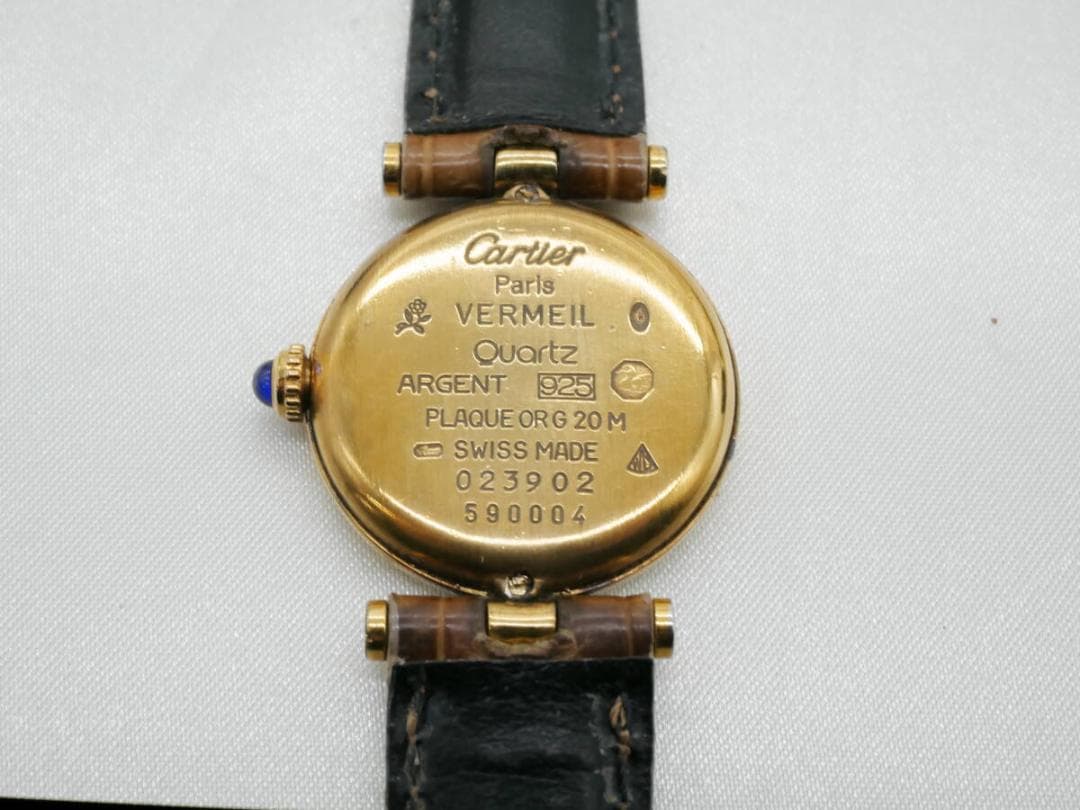 Cartier
Paris
VERMEIL
Quartz
ARGENT 925
PLAQUE OR G 20 M
SWISS MADE
023902
590004